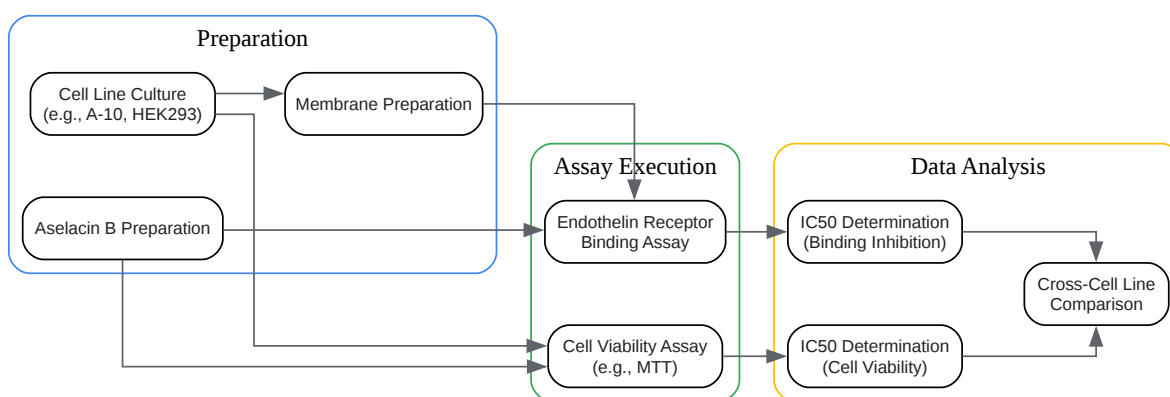 Preparation
Cell Line Culture
(e.g., A-10, HEK293)
Membrane Preparation
Aselacin B Preparation
Assay Execution
Endothelin Receptor
Binding Assay
Cell Viability Assay
(e.g., MTT)
Data Analysis
IC50 Determination
(Binding Inhibition)
IC50 Determination
(Cell Viability)
Cross-Cell Line
Comparison